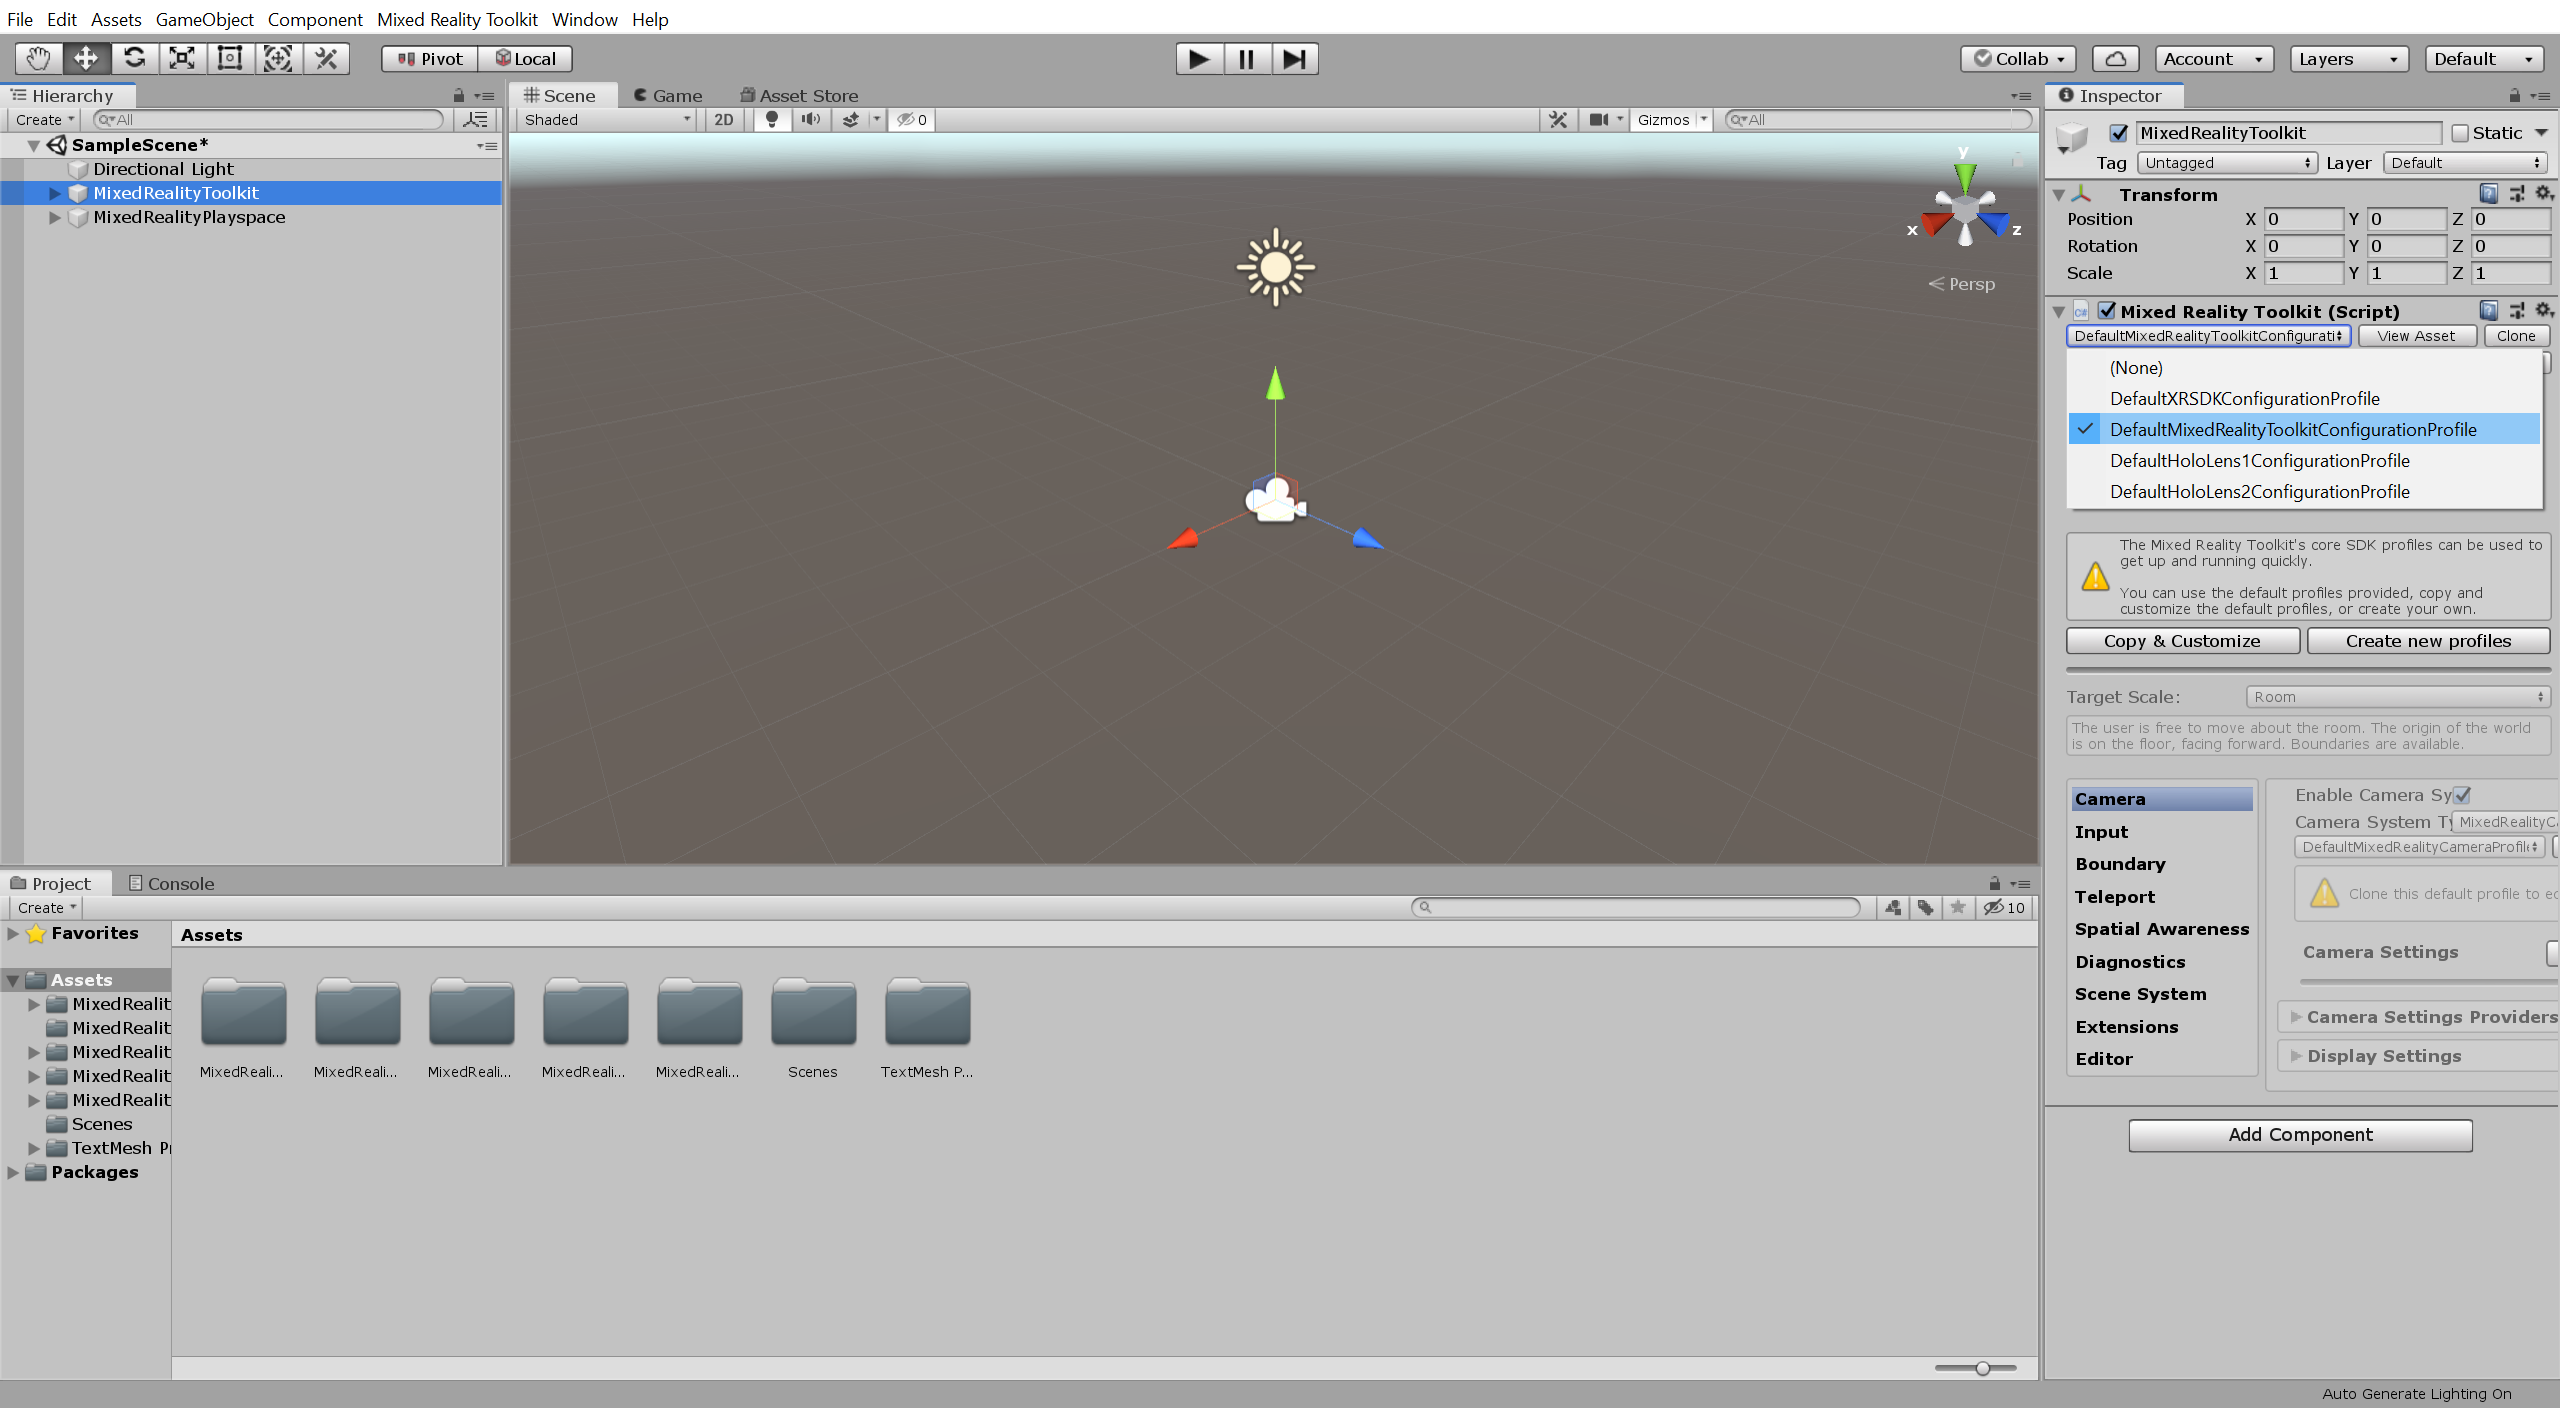 File Edit Assets GameObject Component Mixed Reality Toolkit Window Help
Pivot Local
Collab Account Layers Default
Hierarchy
Create All
SampleScene*
Directional Light
MixedRealityToolkit
MixedRealityPlayspace
Scene Game Asset Store
Shaded 2D 0 Gizmos All
y
x z
Persp
Inspector
MixedRealityToolkit Static
Tag Untagged Layer Default
Transform
Position X 0 Y 0 Z 0
Rotation X 0 Y 0 Z 0
Scale X 1 Y 1 Z 1
Mixed Reality Toolkit (Script)
DefaultMixedRealityToolkitConfigurati View Asset Clone
(None)
DefaultXRSDKConfigurationProfile
DefaultMixedRealityToolkitConfigurationProfile
DefaultHoloLens1ConfigurationProfile
DefaultHoloLens2ConfigurationProfile
The Mixed Reality Toolkit's core SDK profiles can be used to
get up and running quickly.
You can use the default profiles provided, copy and
customize the default profiles, or create your own.
Copy & Customize Create new profiles
Target Scale: Room
The user is free to move about the room. The origin of the world
is on the floor, facing forward. Boundaries are available.
Camera
Input
Boundary
Teleport
Spatial Awareness
Diagnostics
Scene System
Extensions
Editor
Enable Camera Sy
Camera System Ty MixedRealityCa
DefaultMixedRealityCameraProfile
Clone this default profile to ed
Camera Settings
Camera Settings Providers
Display Settings
Add Component
Project Console
Create 10
Favorites
Assets
MixedRealit
MixedRealit
MixedRealit
MixedRealit
MixedRealit
Scenes
TextMesh Pr
Packages
Assets
MixedReali... MixedReali... MixedReali... MixedReali... MixedReali... Scenes TextMesh P...
Auto Generate Lighting On